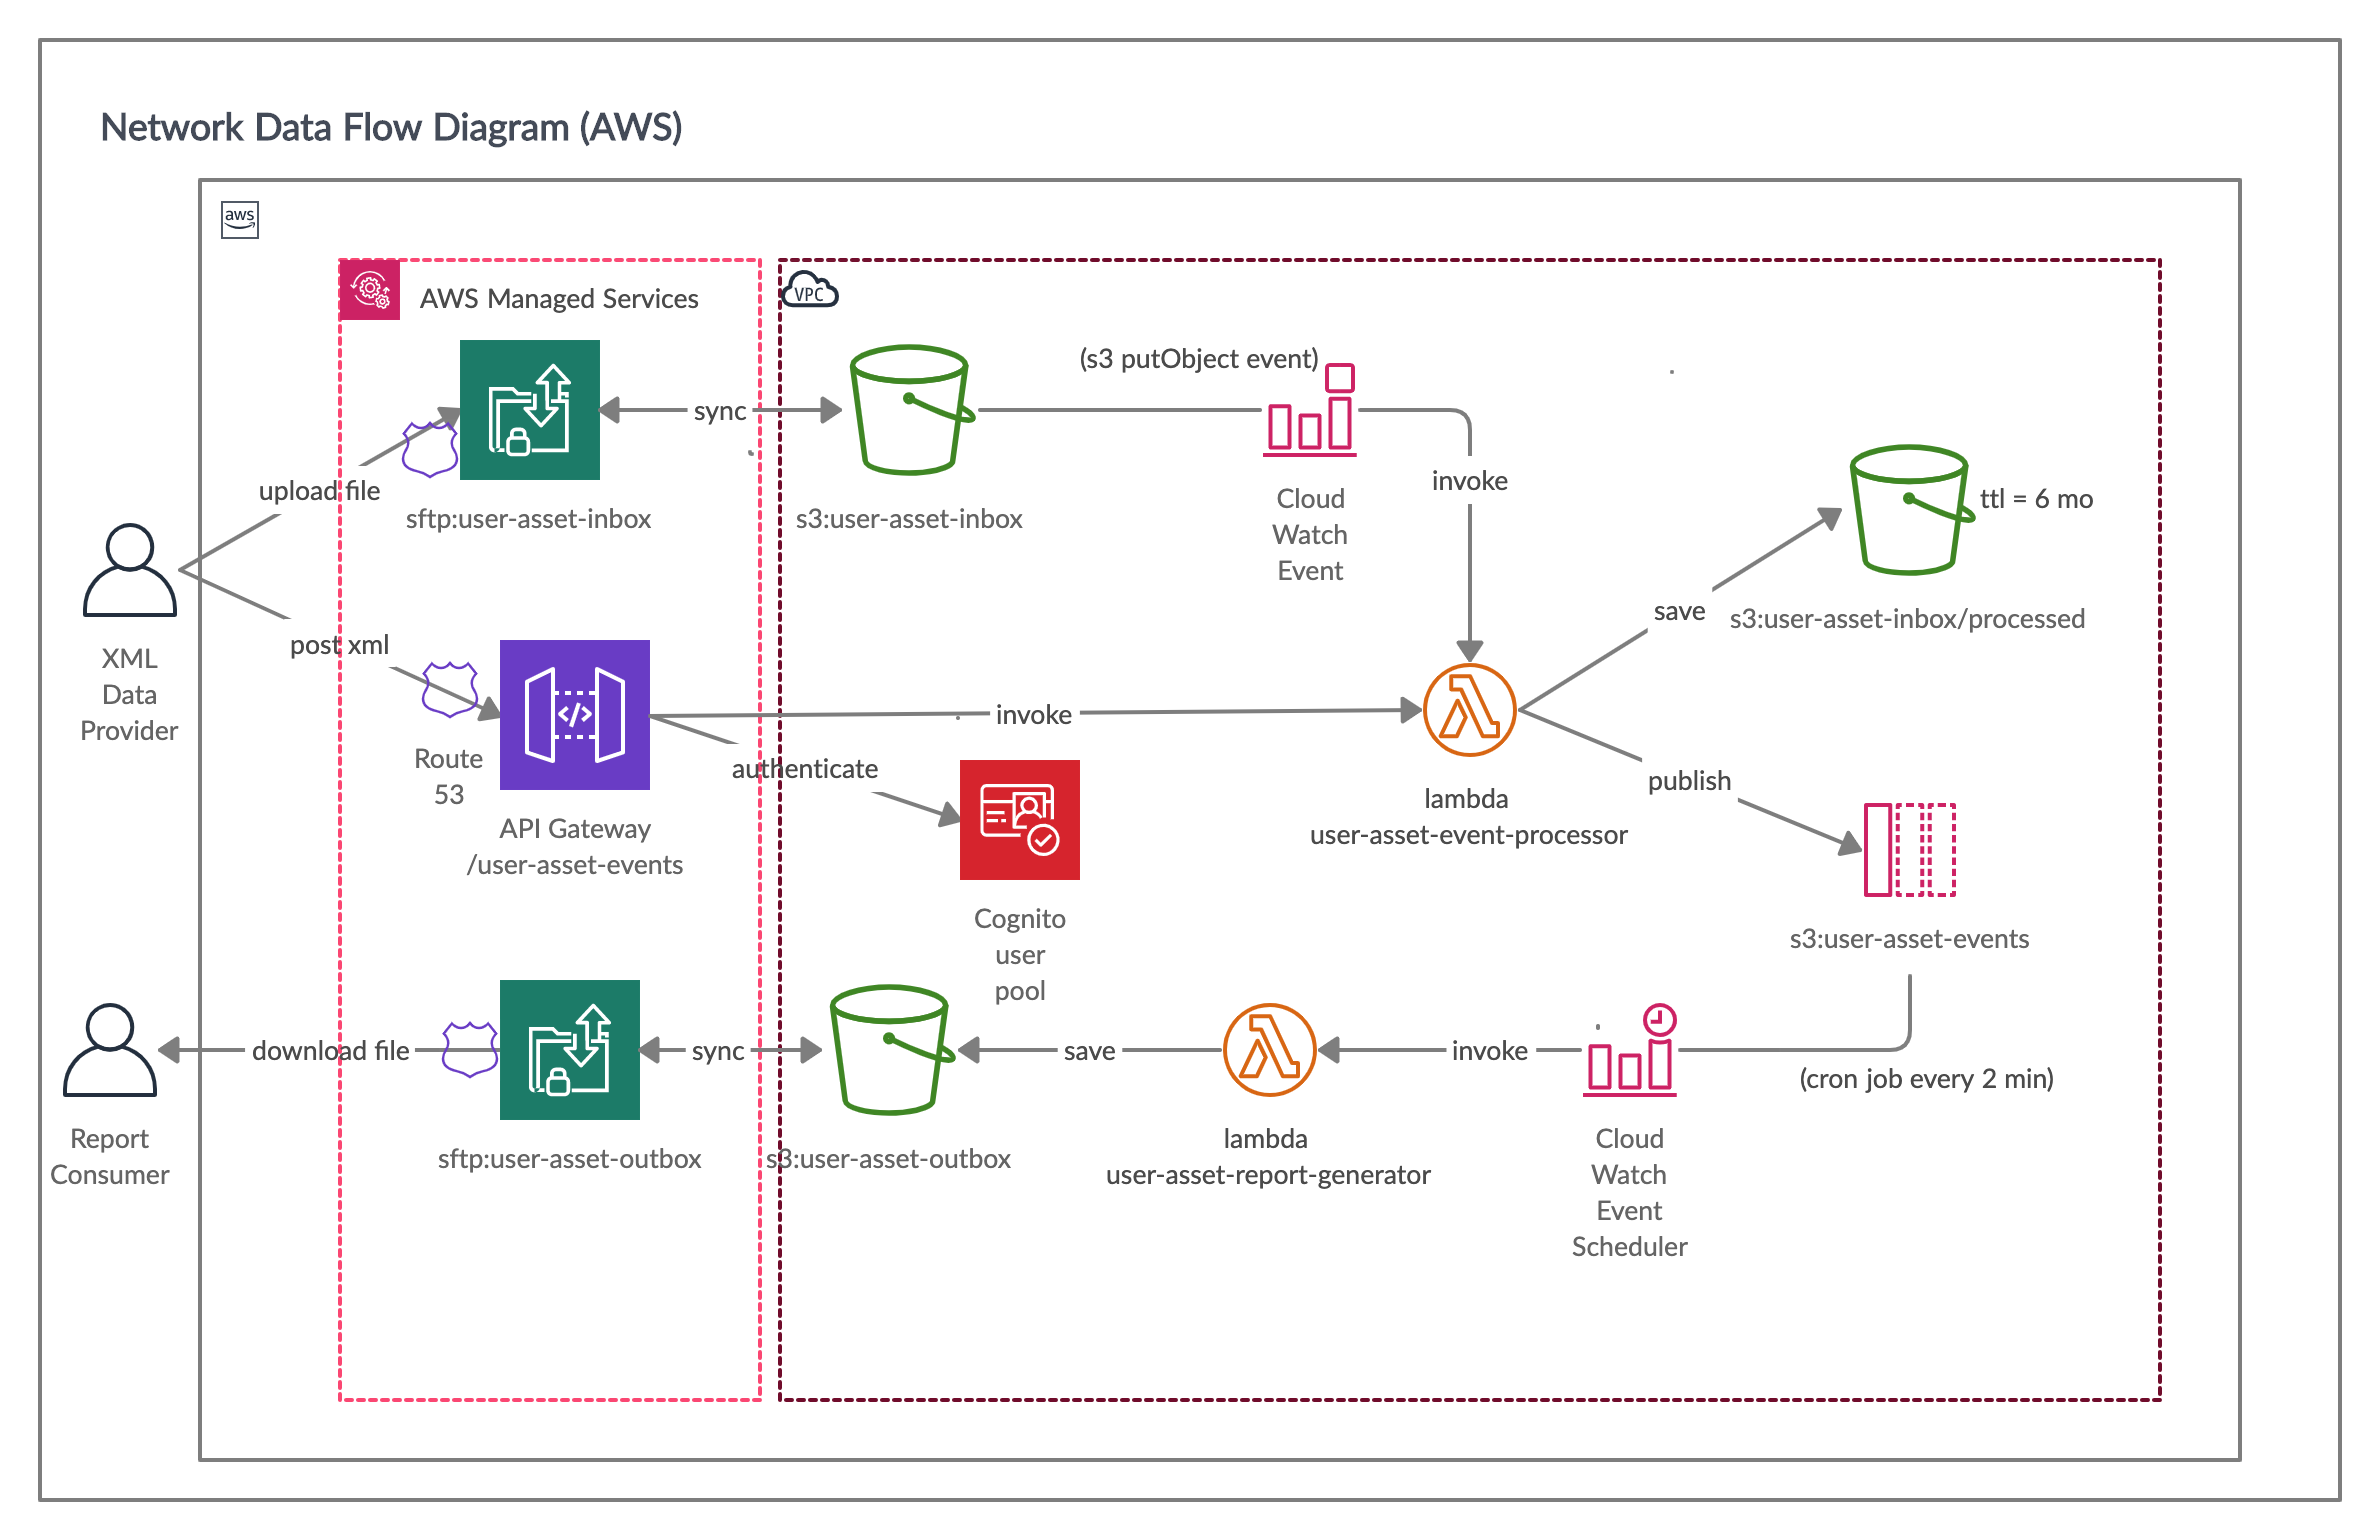 Network Data Flow Diagram (AWS)
aws
AWS Managed Services
VPC
(s3 putObject event)
sync
upload file
invoke
ttl = 6 mo
sftp:user-asset-inbox
s3:user-asset-inbox
Cloud
Watch
Event
save
s3:user-asset-inbox/processed
XML
Data
Provider
post xml
</>
invoke
Route
53
authenticate
API Gateway
/user-asset-events
lambda
user-asset-event-processor
publish
Cognito
user
pool
s3:user-asset-events
download file
sync
save
invoke
(cron job every 2 min)
Report
Consumer
sftp:user-asset-outbox
s3:user-asset-outbox
lambda
user-asset-report-generator
Cloud
Watch
Event
Scheduler